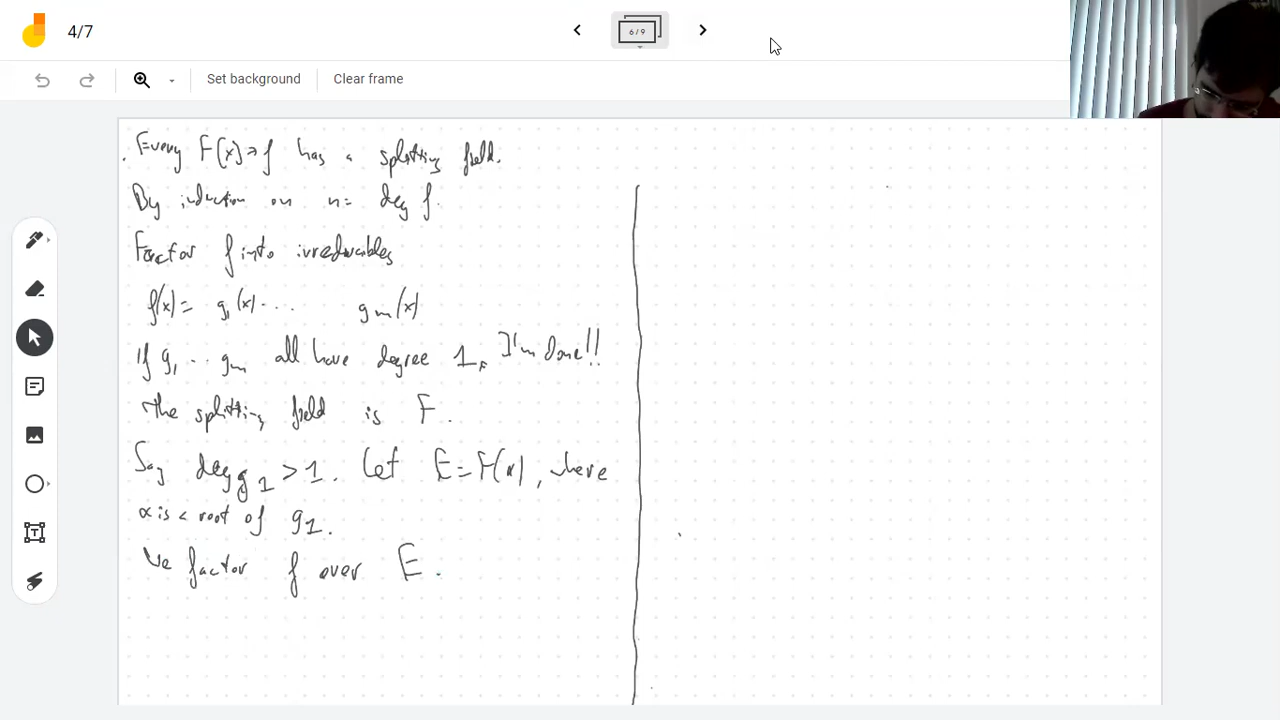 4/7
6/9
Set background
Clear frame
Every F[x]∋f has a splitting field.
By induction on n= deg f.
Factor f into irreducibles
f(x)= g₁(x)... gm(x)
If g₁ ... gm all have degree 1, I'm done!!
The splitting field is F.
Say deg g1 >1. Let E=F(α), where
α is a root of g1.
We factor f over E.